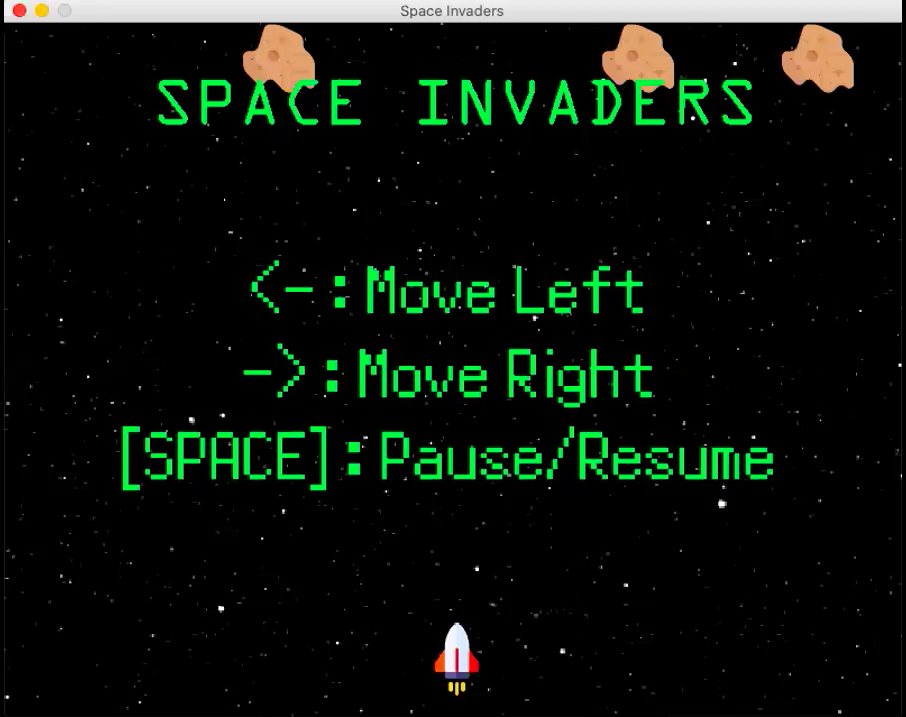 Space Invaders
SPACE INVADERS
<-:Move Left
->:Move Right
[SPACE]:Pause/Resume